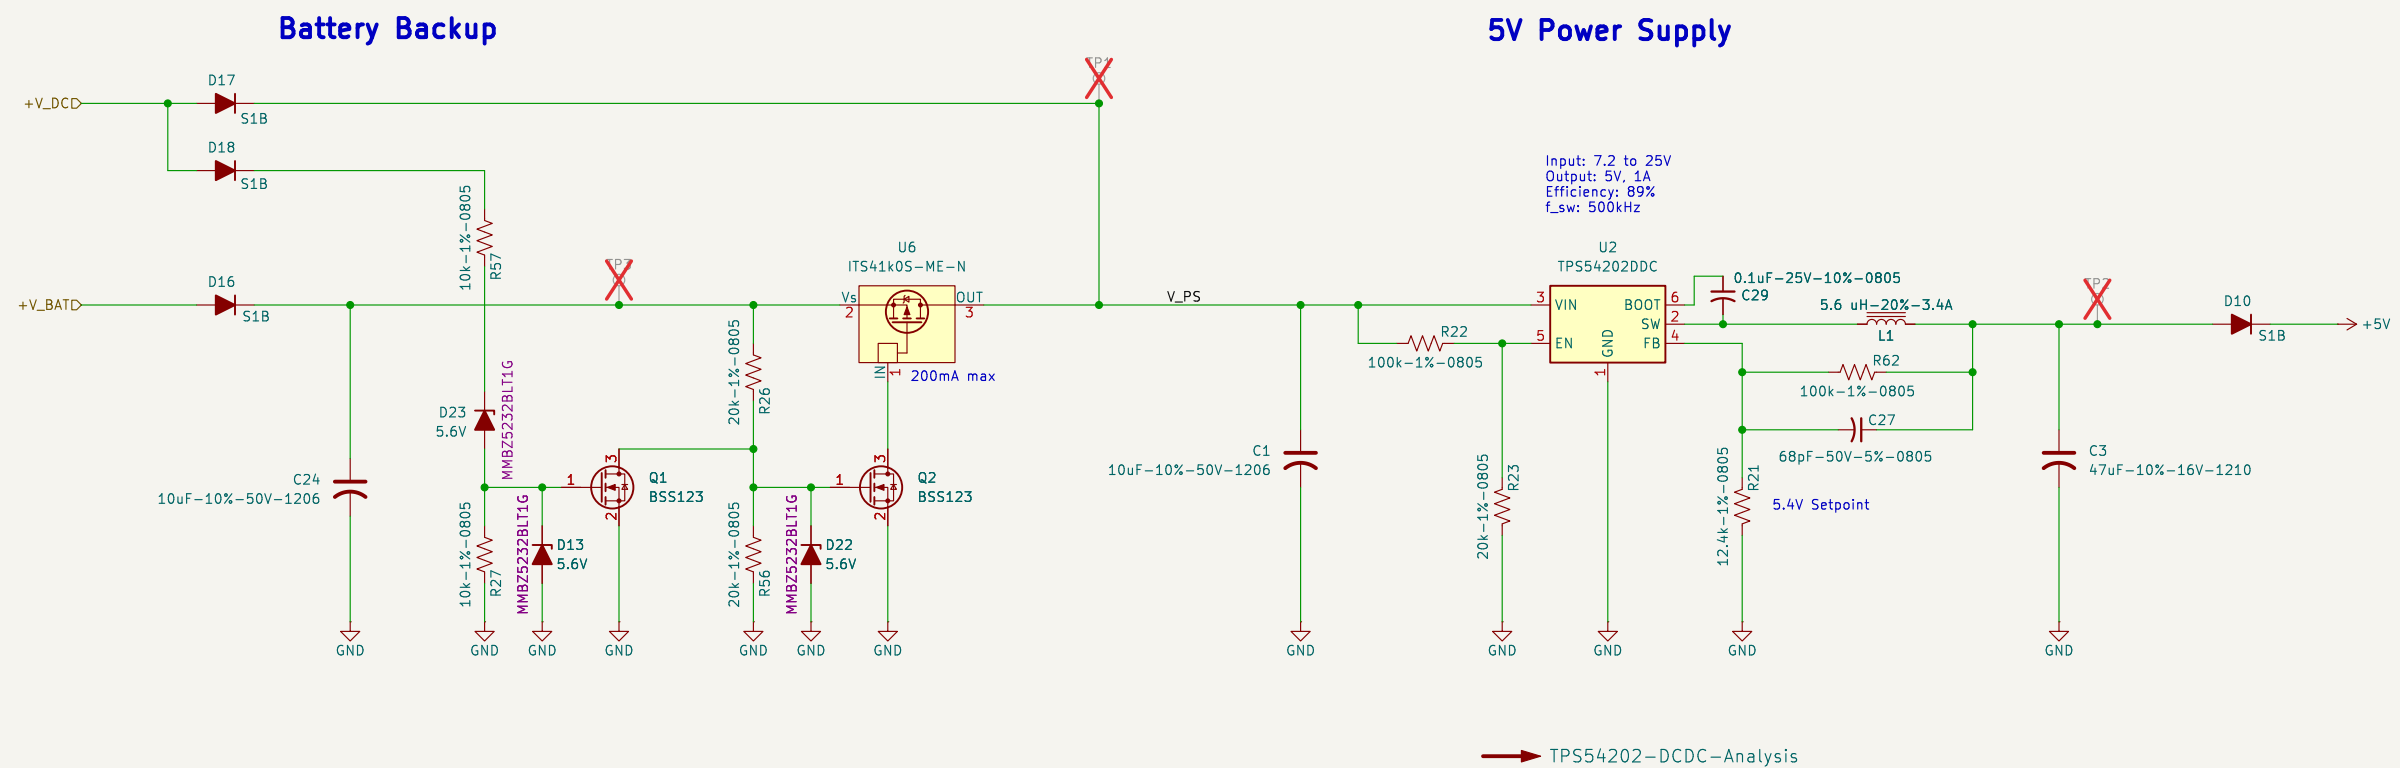 Battery Backup
5V Power Supply
TP1
D17
+V_DC
S1B
D18
S1B
10k-1%-0805
R57
TP3
D16
+V_BAT
S1B
U6
ITS41k0S-ME-N
Vs
OUT
2
3
IN
1
200mA max
V_PS
20k-1%-0805
R26
D23
5.6V
MMBZ5232BLT1G
C24
10uF-10%-50V-1206
10k-1%-0805
R27
MMBZ5232BLT1G
D13
5.6V
1
3
2
Q1
BSS123
20k-1%-0805
R56
MMBZ5232BLT1G
D22
5.6V
1
3
2
Q2
BSS123
GND
GND
GND
GND
GND
GND
GND
Input: 7.2 to 25V
Output: 5V, 1A
Efficiency: 89%
f_sw: 500kHz
U2
TPS54202DDC
3
VIN
BOOT
6
SW
2
5
EN
FB
4
GND
1
0.1uF-25V-10%-0805
C29
5.6 uH-20%-3.4A
L1
TP2
D10
S1B
+5V
R22
100k-1%-0805
R62
100k-1%-0805
C27
68pF-50V-5%-0805
C1
10uF-10%-50V-1206
20k-1%-0805
R23
12.4k-1%-0805
R21
5.4V Setpoint
C3
47uF-10%-16V-1210
GND
GND
GND
GND
GND
TPS54202-DCDC-Analysis